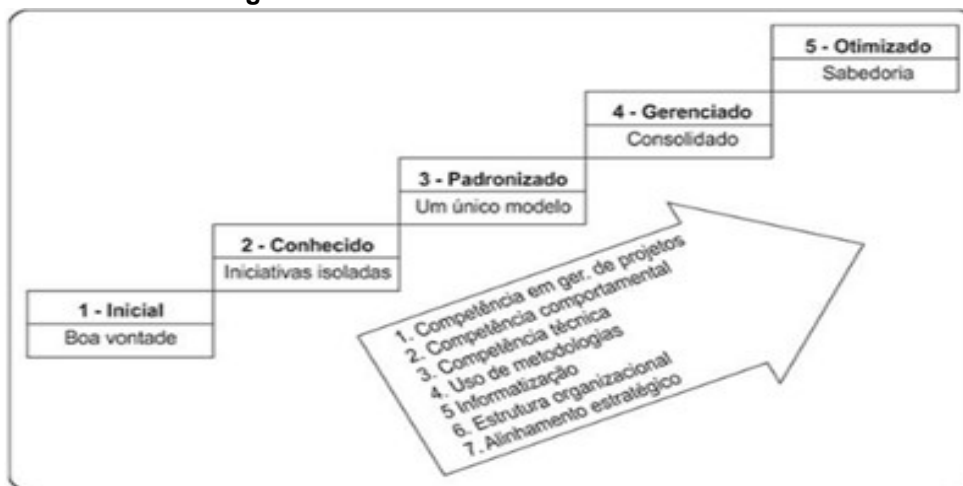 5 - Otimizado
Sabedoria
4 - Gerenciado
Consolidado
3 - Padronizado
Um único modelo
2 - Conhecido
Iniciativas isoladas
1 - Inicial
Boa vontade
1. Competência em ger. de projetos
2. Competência comportamental
3. Competência técnica
4. Uso de metodologias
5 Informatização
6. Estrutura organizacional
7. Alinhamento estratégico